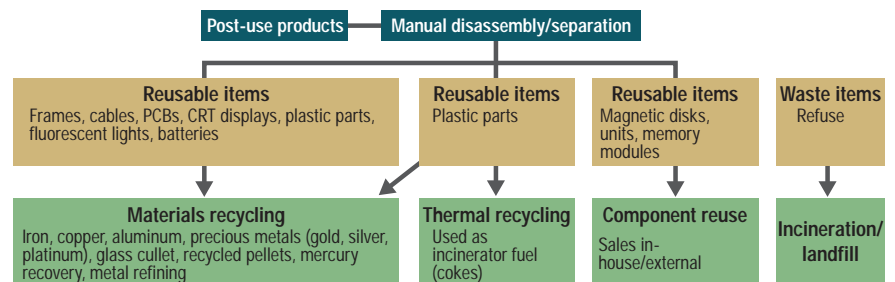 Post-use products
Manual disassembly/separation
Reusable items
Frames, cables, PCBs, CRT displays, plastic parts,
fluorescent lights, batteries
Reusable items
Plastic parts
Reusable items
Magnetic disks,
units, memory
modules
Waste items
Refuse
Materials recycling
Iron, copper, aluminum, precious metals (gold, silver,
platinum), glass cullet, recycled pellets, mercury
recovery, metal refining
Thermal recycling
Used as
incinerator fuel
(cokes)
Component reuse
Sales in-
house/external
Incineration/
landfill